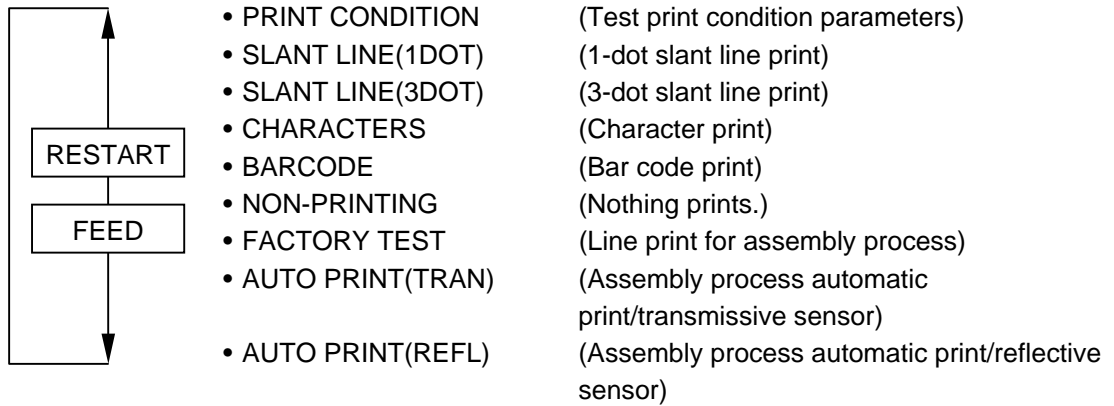 • PRINT CONDITION (Test print condition parameters)
• SLANT LINE(1DOT) (1-dot slant line print)
• SLANT LINE(3DOT) (3-dot slant line print)
• CHARACTERS (Character print)
RESTART
• BARCODE (Bar code print)
• NON-PRINTING (Nothing prints.)
FEED
• FACTORY TEST (Line print for assembly process)
• AUTO PRINT(TRAN) (Assembly process automatic
print/transmissive sensor)
• AUTO PRINT(REFL) (Assembly process automatic print/reflective
sensor)